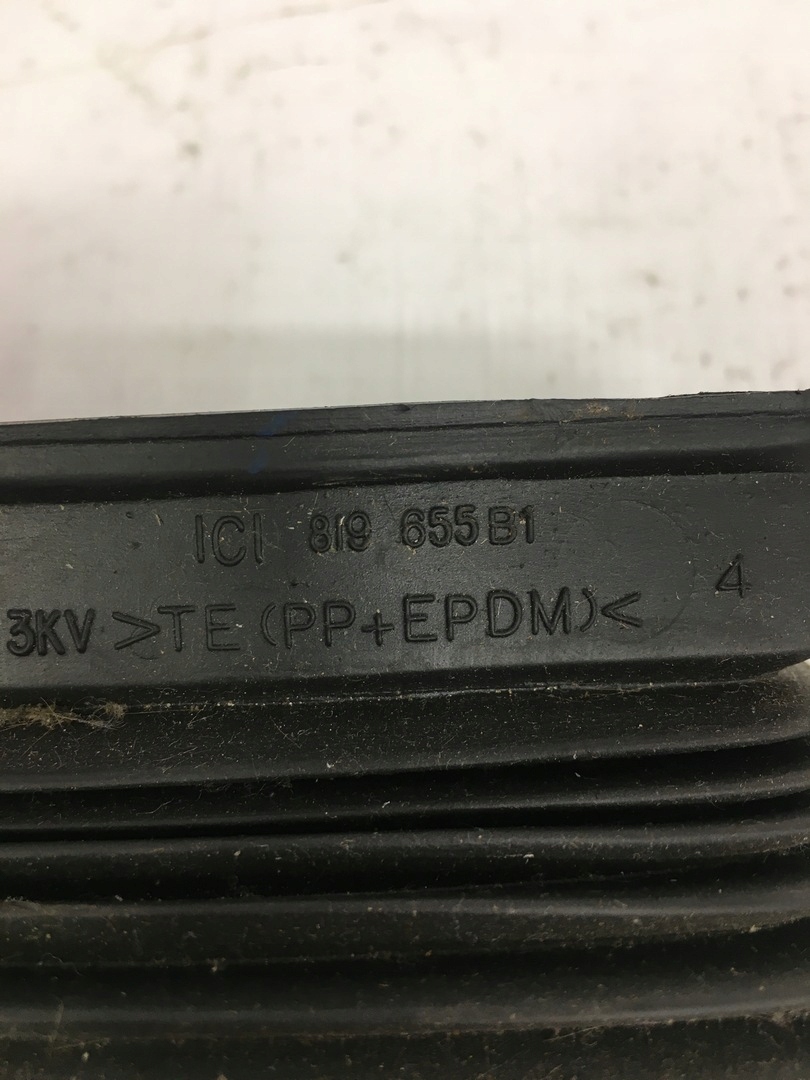 1C1 819 655 B1
3KV >TE (PP+EPDM)< 4